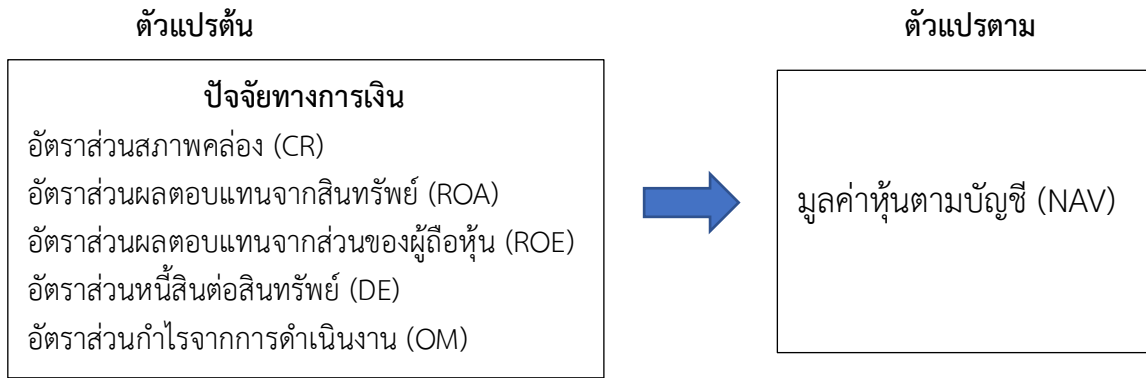 ตัวแปรต้น
ตัวแปรตาม
ปัจจัยทางการเงิน
อัตราส่วนสภาพคล่อง (CR)
อัตราส่วนผลตอบแทนจากสินทรัพย์ (ROA)
อัตราส่วนผลตอบแทนจากส่วนของผู้ถือหุ้น (ROE)
อัตราส่วนหนี้สินต่อสินทรัพย์ (DE)
อัตราส่วนกำไรจากการดำเนินงาน (OM)
มูลค่าหุ้นตามบัญชี (NAV)